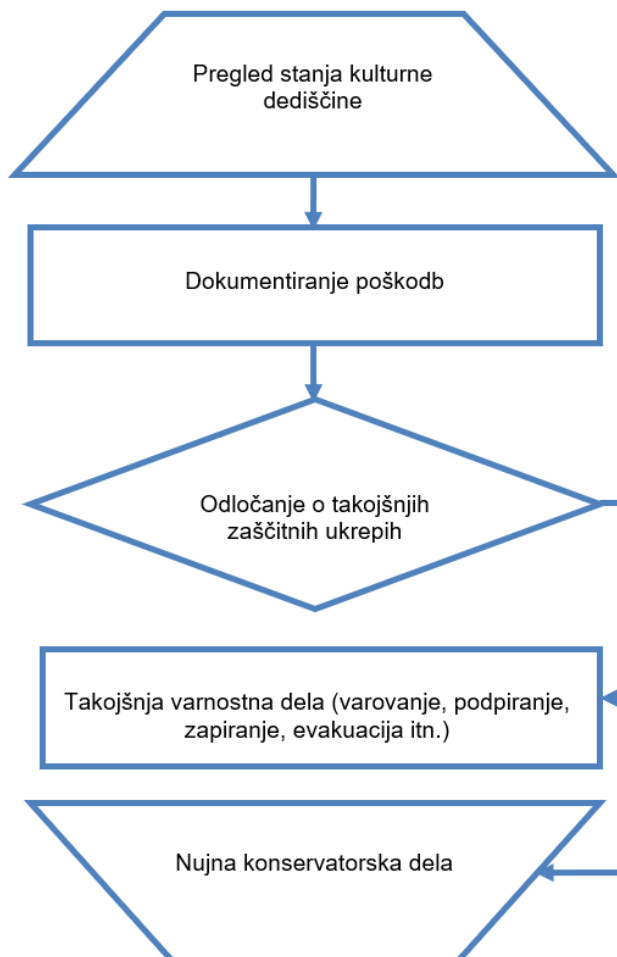 Pregled stanja kulturne
dediščine
Dokumentiranje poškodb
Odločanje o takojšnjih
zaščitnih ukrepih
Takojšnja varnostna dela (varovanje, podpiranje,
zapiranje, evakuacija itn.)
Nujna konservatorska dela